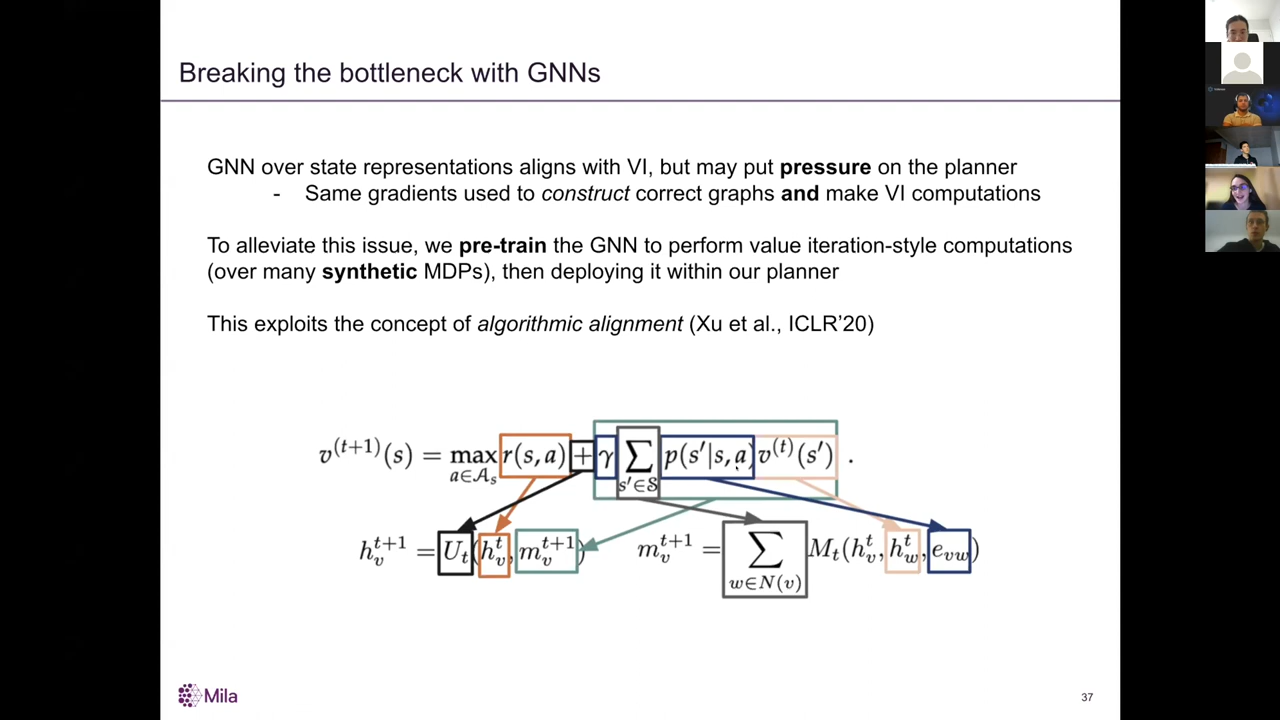 Breaking the bottleneck with GNNs
GNN over state representations aligns with VI, but may put pressure on the planner
- Same gradients used to construct correct graphs and make VI computations
To alleviate this issue, we pre-train the GNN to perform value iteration-style computations
(over many synthetic MDPs), then deploying it within our planner
This exploits the concept of algorithmic alignment (Xu et al., ICLR'20)
v^{(t+1)}(s) = max_{a∈𝒜_s} r(s,a) + γ ∑_{s'∈𝒮} p(s'|s,a) v^{(t)}(s') .
h_v^{t+1} = U_t(h_v^t, m_v^{t+1}) m_v^{t+1} = ∑_{w∈N(v)} M_t(h_v^t, h_w^t, e_{vw})
Mila
37